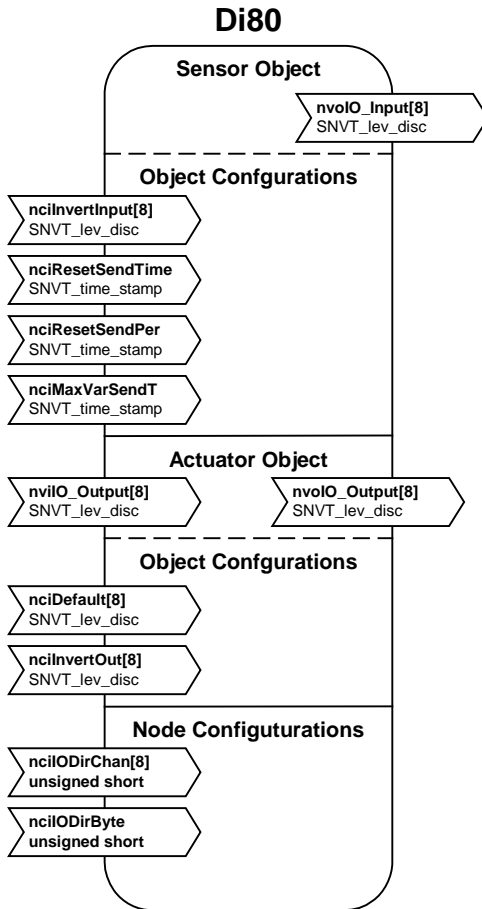 Di80
Sensor Object
nvoIO_Input[8]
SNVT_lev_disc
Object Confgurations
nciInvertInput[8]
SNVT_lev_disc
nciResetSendTime
SNVT_time_stamp
nciResetSendPer
SNVT_time_stamp
nciMaxVarSendT
SNVT_time_stamp
Actuator Object
nviIO_Output[8]
SNVT_lev_disc
nvoIO_Output[8]
SNVT_lev_disc
Object Confgurations
nciDefault[8]
SNVT_lev_disc
nciInvertOut[8]
SNVT_lev_disc
Node Configuturations
nciIODirChan[8]
unsigned short
nciIODirByte
unsigned short